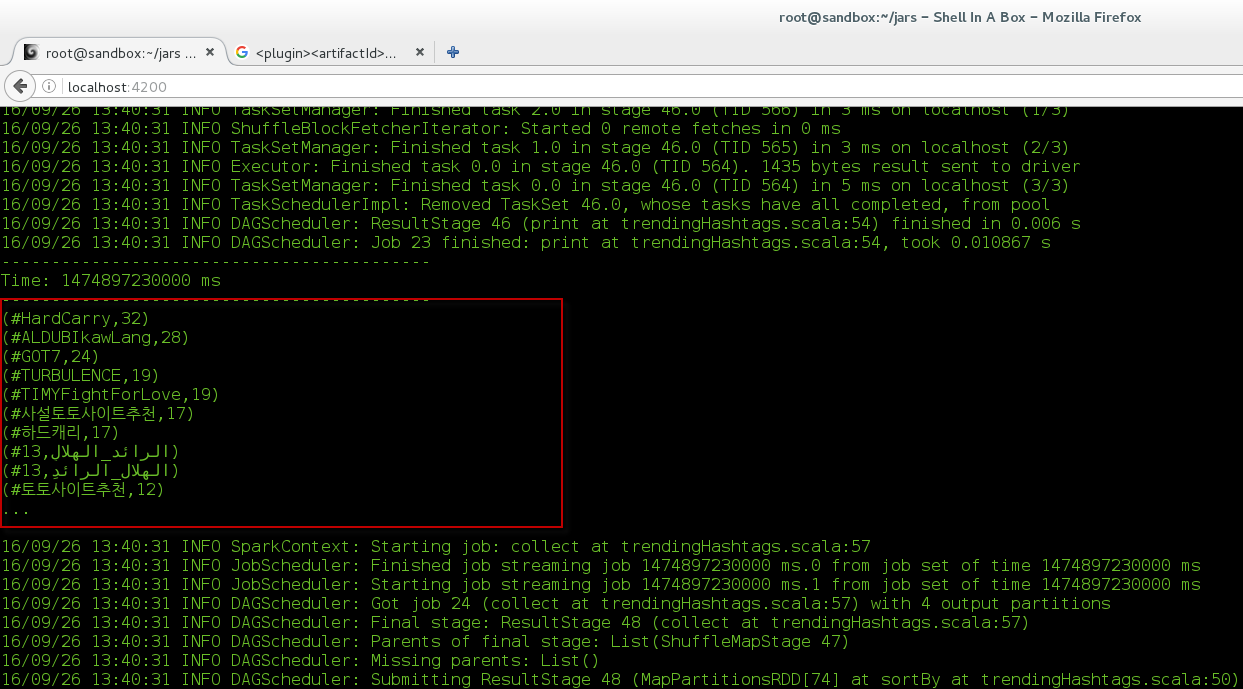 root@sandbox:~/jars - Shell In A Box - Mozilla Firefox
root@sandbox:~/jars ... × <plugin><artifactId>... ×
localhost:4200
16/09/26 13:40:31 INFO TaskSetManager: Finished task 2.0 in stage 46.0 (TID 566) in 3 ms on localhost (1/3)
16/09/26 13:40:31 INFO ShuffleBlockFetcherIterator: Started 0 remote fetches in 0 ms
16/09/26 13:40:31 INFO TaskSetManager: Finished task 1.0 in stage 46.0 (TID 565) in 3 ms on localhost (2/3)
16/09/26 13:40:31 INFO Executor: Finished task 0.0 in stage 46.0 (TID 564). 1435 bytes result sent to driver
16/09/26 13:40:31 INFO TaskSetManager: Finished task 0.0 in stage 46.0 (TID 564) in 5 ms on localhost (3/3)
16/09/26 13:40:31 INFO TaskSchedulerImpl: Removed TaskSet 46.0, whose tasks have all completed, from pool
16/09/26 13:40:31 INFO DAGScheduler: ResultStage 46 (print at trendingHashtags.scala:54) finished in 0.006 s
16/09/26 13:40:31 INFO DAGScheduler: Job 23 finished: print at trendingHashtags.scala:54, took 0.010867 s
-------------------------------------------
Time: 1474897230000 ms
-------------------------------------------
(#HardCarry,32)
(#ALDUBIkawLang,28)
(#GOT7,24)
(#TURBULENCE,19)
(#TIMYFightForLove,19)
(#사설토토사이트추천,17)
(#하드캐리,17)
(#الرائد_الهلال,13)
(#الهلال_الرائد,13)
(#토토사이트추천,12)
...
16/09/26 13:40:31 INFO SparkContext: Starting job: collect at trendingHashtags.scala:57
16/09/26 13:40:31 INFO JobScheduler: Finished job streaming job 1474897230000 ms.0 from job set of time 1474897230000 ms
16/09/26 13:40:31 INFO JobScheduler: Starting job streaming job 1474897230000 ms.1 from job set of time 1474897230000 ms
16/09/26 13:40:31 INFO DAGScheduler: Got job 24 (collect at trendingHashtags.scala:57) with 4 output partitions
16/09/26 13:40:31 INFO DAGScheduler: Final stage: ResultStage 48 (collect at trendingHashtags.scala:57)
16/09/26 13:40:31 INFO DAGScheduler: Parents of final stage: List(ShuffleMapStage 47)
16/09/26 13:40:31 INFO DAGScheduler: Missing parents: List()
16/09/26 13:40:31 INFO DAGScheduler: Submitting ResultStage 48 (MapPartitionsRDD[74] at sortBy at trendingHashtags.scala:50)